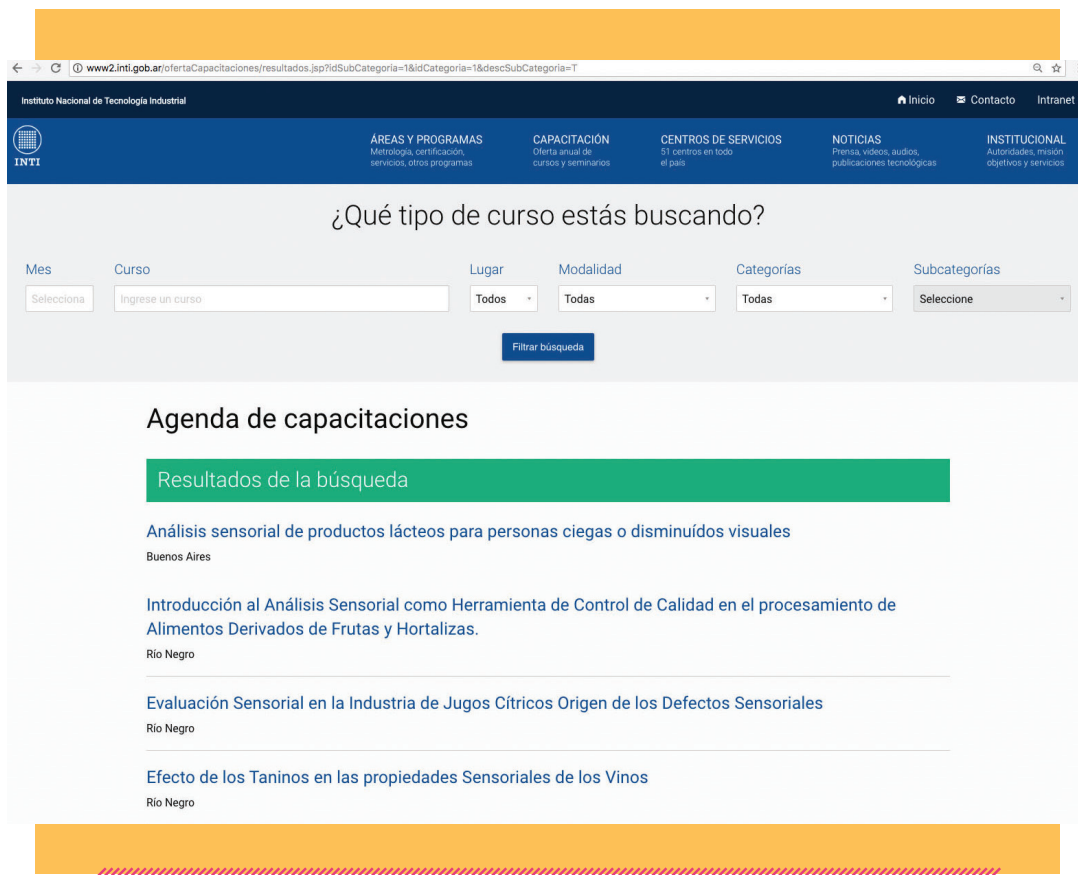 www2.inti.gob.ar/ofertaCapacitaciones/resultados.jsp?idSubCategoria=1&idCategoria=1&descSubCategoria=T
Instituto Nacional de Tecnología Industrial
Inicio
Contacto
Intranet
INTI
ÁREAS Y PROGRAMAS
Metrología, certificación,
servicios, otros programas
CAPACITACIÓN
Oferta anual de
cursos y seminarios
CENTROS DE SERVICIOS
51 centros en todo
el país
NOTICIAS
Prensa, videos, audios,
publicaciones tecnológicas
INSTITUCIONAL
Autoridades, misión
objetivos y servicios
¿Qué tipo de curso estás buscando?
Mes
Curso
Lugar
Modalidad
Categorías
Subcategorías
Selecciona
Ingrese un curso
Todos
Todas
Todas
Seleccione
Filtrar búsqueda
Agenda de capacitaciones
Resultados de la búsqueda
Análisis sensorial de productos lácteos para personas ciegas o disminuídos visuales
Buenos Aires
Introducción al Análisis Sensorial como Herramienta de Control de Calidad en el procesamiento de
Alimentos Derivados de Frutas y Hortalizas.
Río Negro
Evaluación Sensorial en la Industria de Jugos Cítricos Origen de los Defectos Sensoriales
Río Negro
Efecto de los Taninos en las propiedades Sensoriales de los Vinos
Río Negro